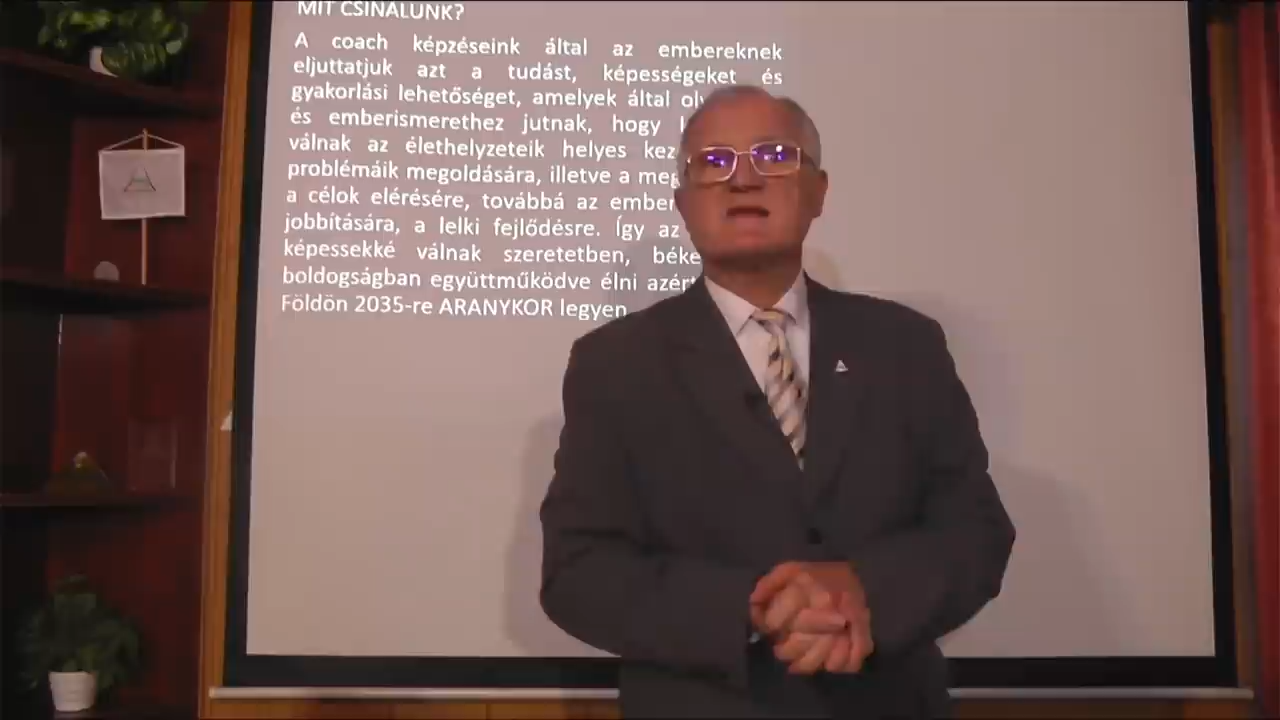 MIT CSINÁLUNK?
A coach képzéseink által az embereknek
eljuttatjuk azt a tudást, képességeket és
gyakorlási lehetőséget, amelyek által
és emberismerethez jutnak, hogy
válnak az élethelyzeteik helyes
problémáik megoldására, illetve a
a célok elérésére, továbbá az
jobbítására, a lelki fejlődésre. Így az
képessekké válnak szeretetben,
boldogságban együttműködve élni
Földön 2035-re ARANYKOR legyen